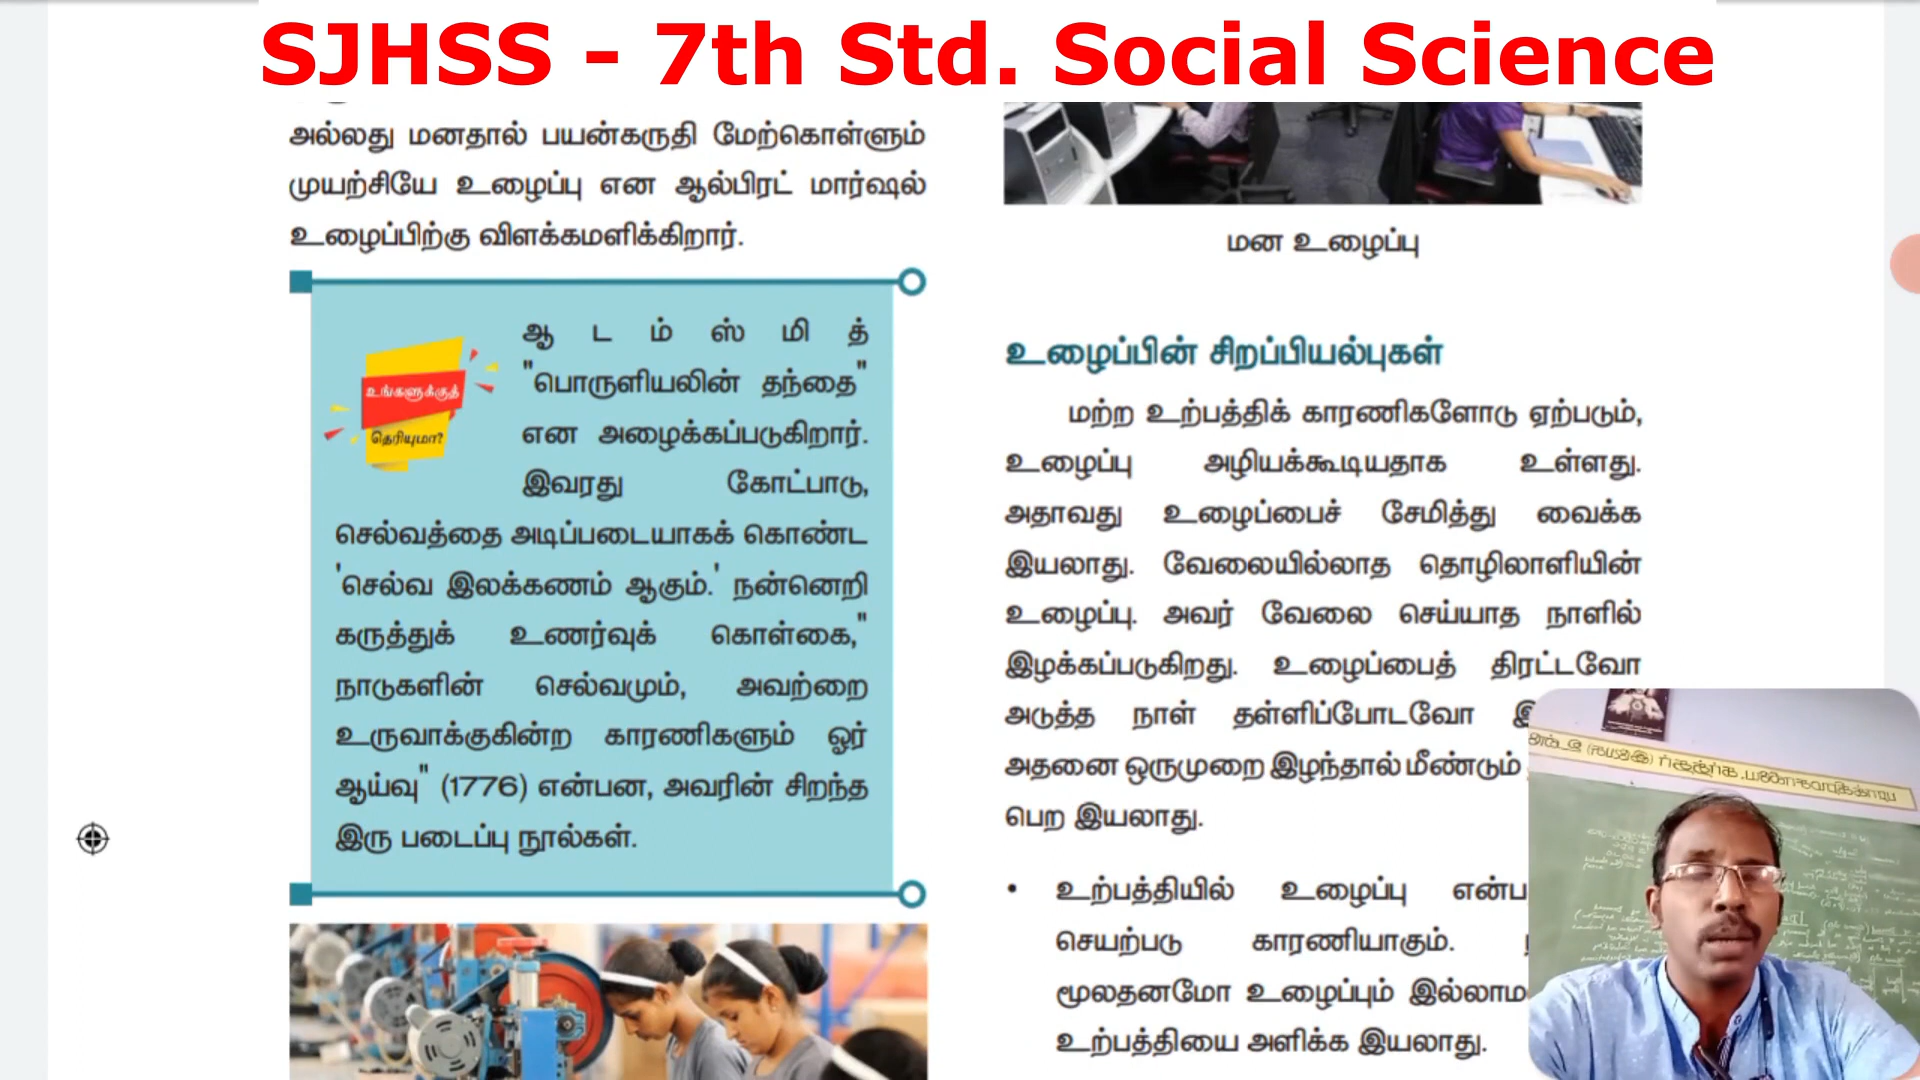 SJHSS - 7th Std. Social Science
அல்லது மனதால் பயன்கருதி மேற்கொள்ளும்
முயற்சியே உழைப்பு என ஆல்பிரட் மார்ஷல்
உழைப்பிற்கு விளக்கமளிக்கிறார்.
உங்களுக்குத்
தெரியுமா?
ஆ ட ம் ஸ் மி த்
"பொருளியலின் தந்தை"
என அழைக்கப்படுகிறார்.
இவரது கோட்பாடு,
செல்வத்தை அடிப்படையாகக் கொண்ட
'செல்வ இலக்கணம் ஆகும்.' நன்னெறி
கருத்துக் உணர்வுக் கொள்கை,"
நாடுகளின் செல்வமும், அவற்றை
உருவாக்குகின்ற காரணிகளும் ஓர்
ஆய்வு" (1776) என்பன, அவரின் சிறந்த
இரு படைப்பு நூல்கள்.
மன உழைப்பு
உழைப்பின் சிறப்பியல்புகள்
மற்ற உற்பத்திக் காரணிகளோடு ஏற்படும்,
உழைப்பு அழியக்கூடியதாக உள்ளது.
அதாவது உழைப்பைச் சேமித்து வைக்க
இயலாது. வேலையில்லாத தொழிலாளியின்
உழைப்பு. அவர் வேலை செய்யாத நாளில்
இழக்கப்படுகிறது. உழைப்பைத் திரட்டவோ
அடுத்த நாள் தள்ளிப்போடவோ
அதனை ஒருமுறை இழந்தால் மீண்டும்
பெற இயலாது.
• உற்பத்தியில் உழைப்பு என்ப
செயற்படு காரணியாகும்.
மூலதனமோ உழைப்பும் இல்லாம
உற்பத்தியை அளிக்க இயலாது.